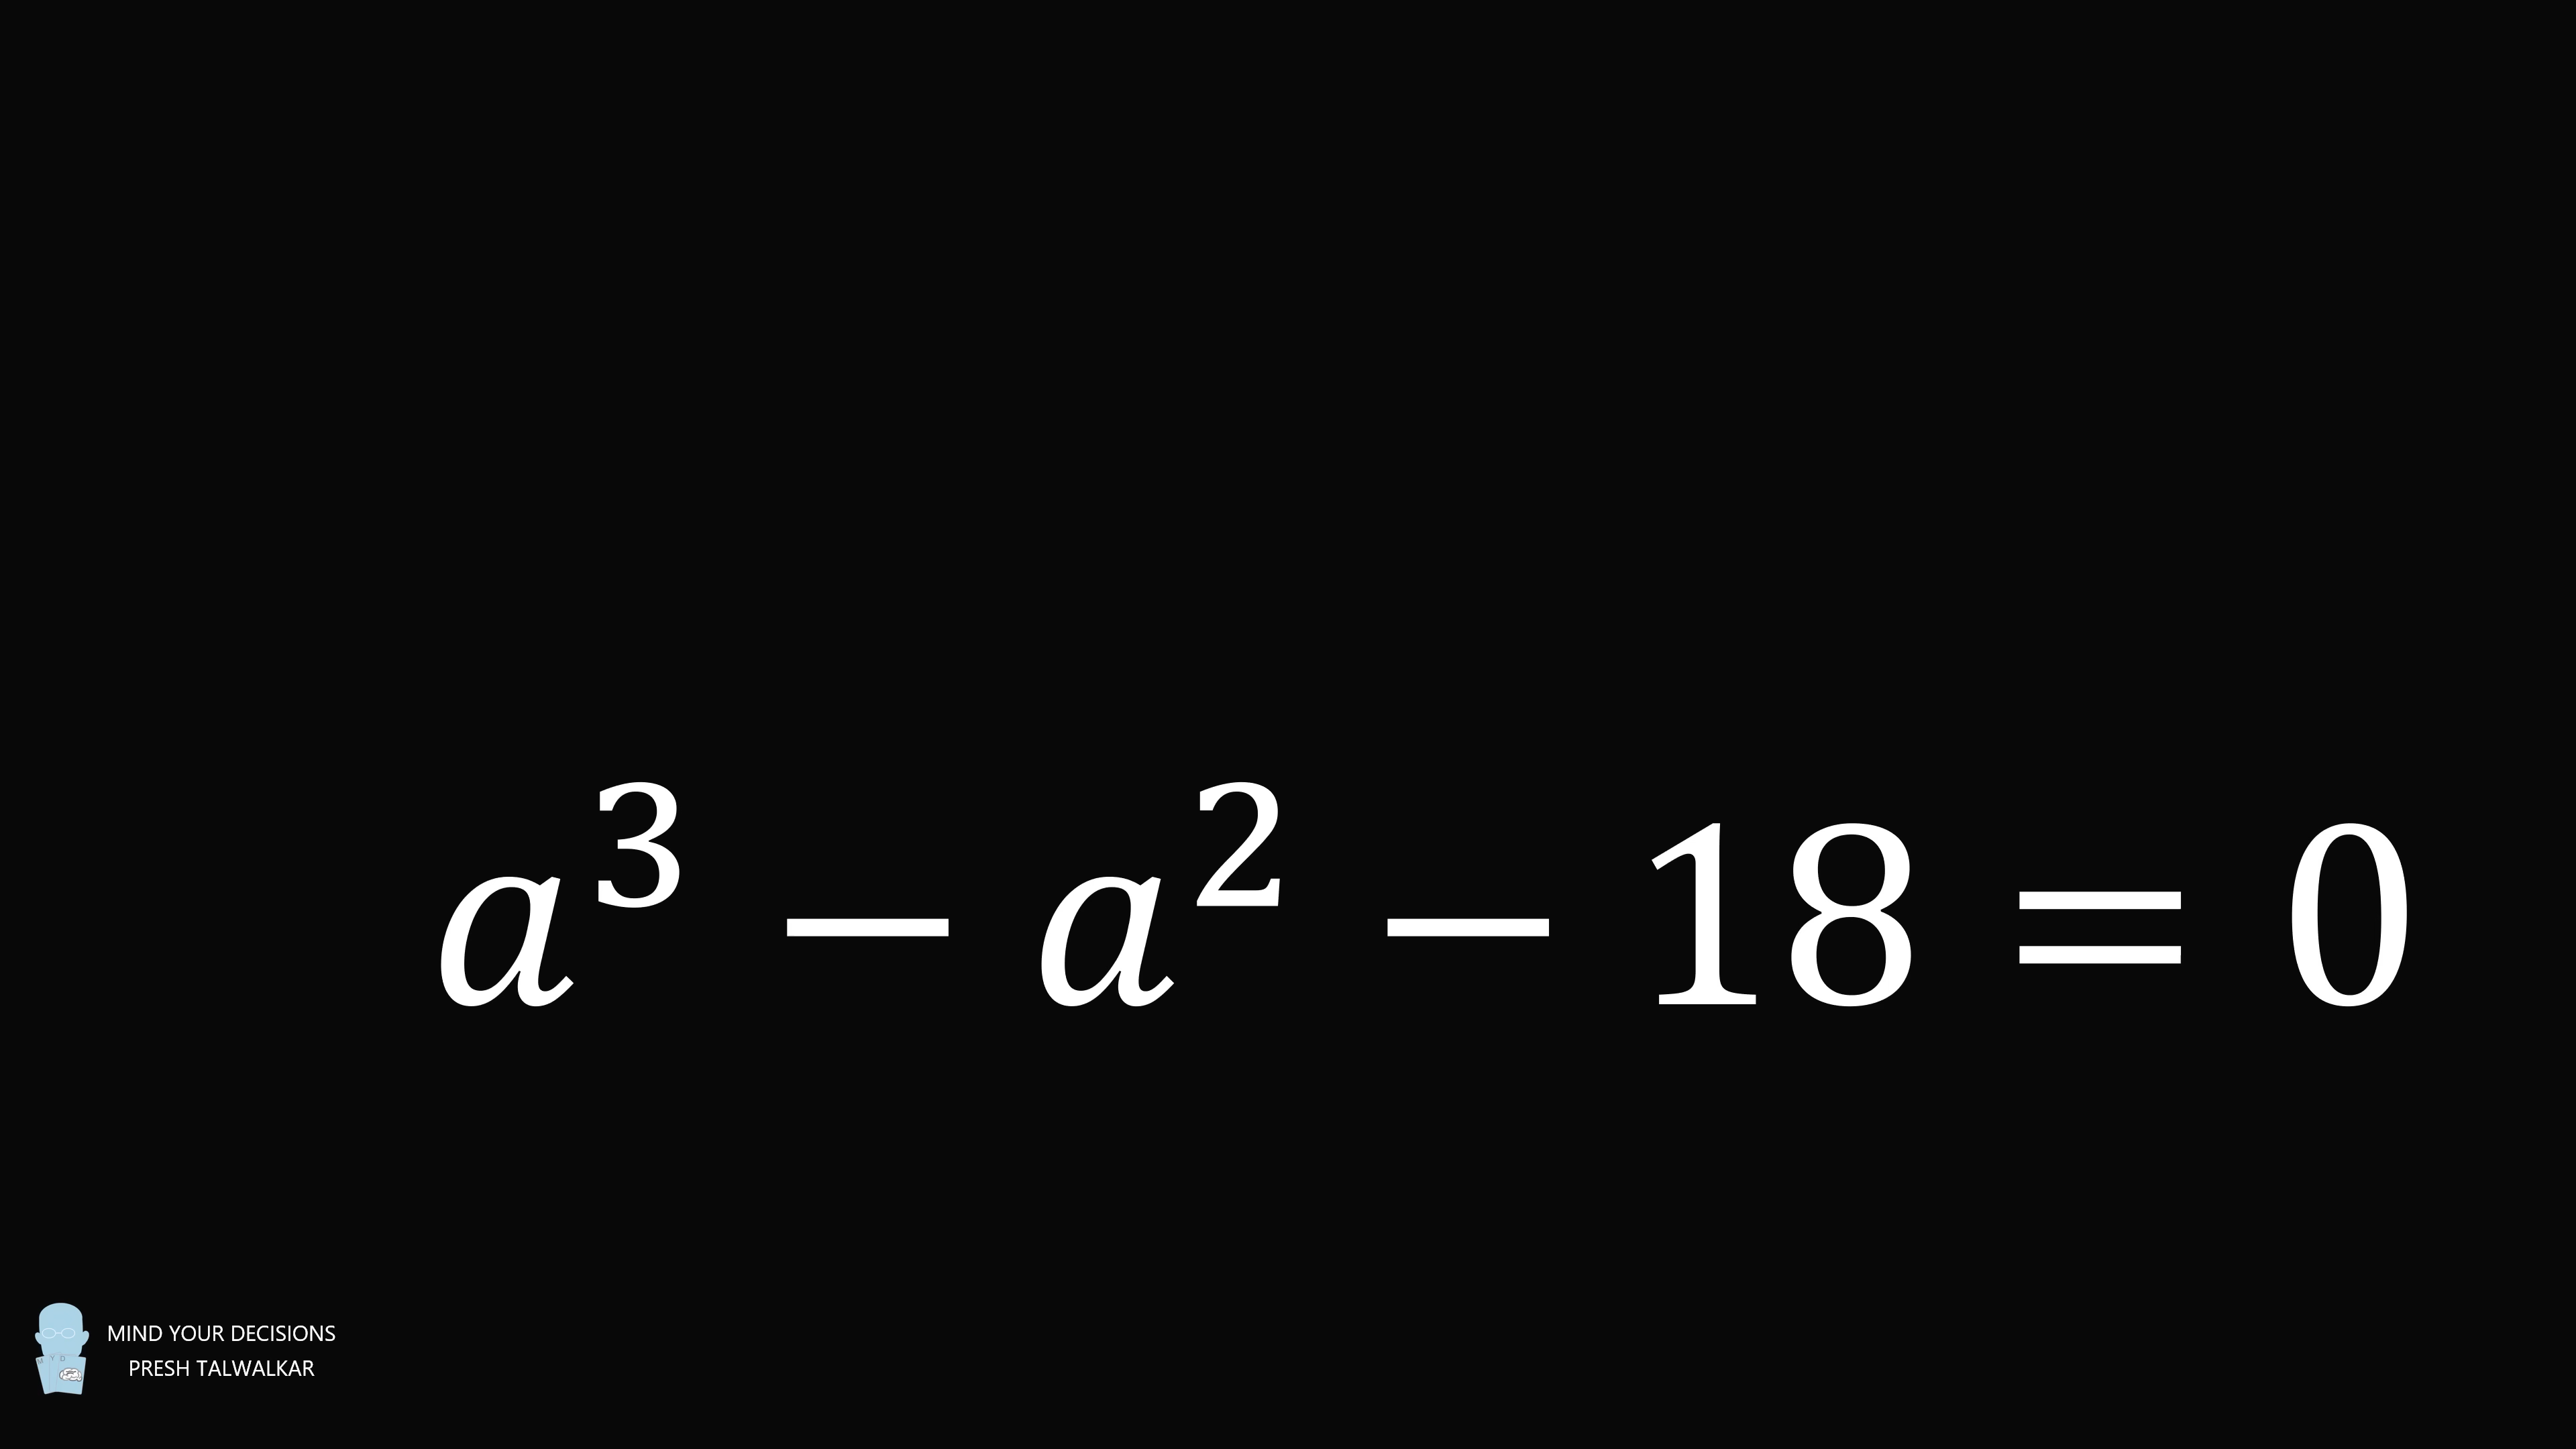 a³ − a² − 18 = 0
MIND YOUR DECISIONS
PRESH TALWALKAR